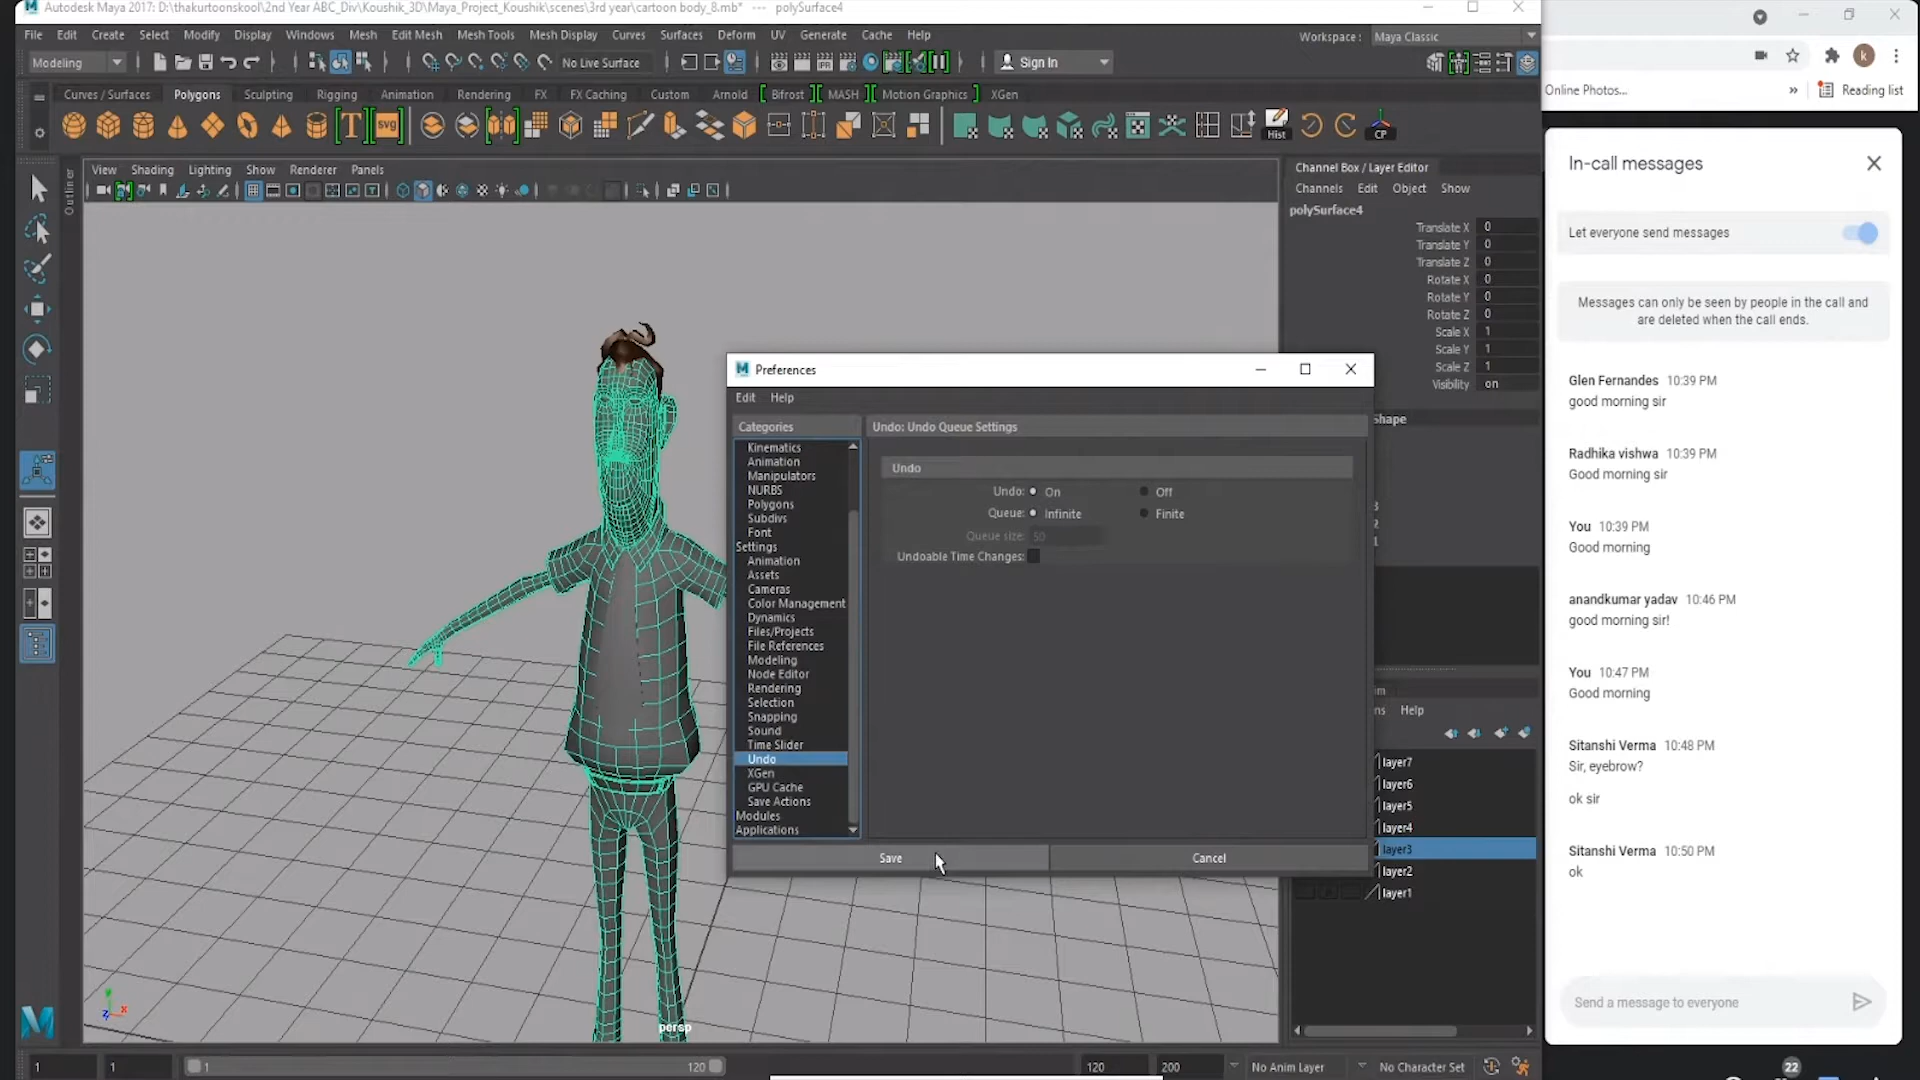 Autodesk Maya 2017: D:\thakurtoonskool\2nd Year ABC_Div\Koushik_3D\Maya_Project_Koushik\scenes\3rd year\cartoon body_8.mb* --- polySurface4
File Edit Create Select Modify Display Windows Mesh Edit Mesh Mesh Tools Mesh Display Curves Surfaces Deform UV Generate Cache Help
Workspace : Maya Classic
Modeling No Live Surface Sign In
Curves / Surfaces Polygons Sculpting Rigging Animation Rendering FX FX Caching Custom Arnold Bifrost MASH Motion Graphics XGen
T svg Hist CP
View Shading Lighting Show Renderer Panels
Outliner
Channel Box / Layer Editor
Channels Edit Object Show
polySurface4
Translate X 0
Translate Y 0
Translate Z 0
Rotate X 0
Rotate Y 0
Rotate Z 0
Scale X 1
Scale Y 1
Scale Z 1
Visibility on
Shape
3
2
1
Preferences
Edit Help
Categories
Kinematics
Animation
Manipulators
NURBS
Polygons
Subdivs
Font
Settings
Animation
Assets
Cameras
Color Management
Dynamics
Files/Projects
File References
Modeling
Node Editor
Rendering
Selection
Snapping
Sound
Time Slider
Undo
XGen
GPU Cache
Save Actions
Modules
Applications
Undo: Undo Queue Settings
Undo
Undo: On Off
Queue: Infinite Finite
Queue size: 50
Undoable Time Changes:
Save Cancel
im
ns Help
layer7
layer6
layer5
layer4
layer3
layer2
layer1
persp
y
z x
1 1 1 120 120 200 No Anim Layer No Character Set
k
Online Photos... » Reading list
In-call messages
Let everyone send messages
Messages can only be seen by people in the call and
are deleted when the call ends.
Glen Fernandes 10:39 PM
good morning sir
Radhika vishwa 10:39 PM
Good morning sir
You 10:39 PM
Good morning
anandkumar yadav 10:46 PM
good morning sir!
You 10:47 PM
Good morning
Sitanshi Verma 10:48 PM
Sir, eyebrow?
ok sir
Sitanshi Verma 10:50 PM
ok
Send a message to everyone
22